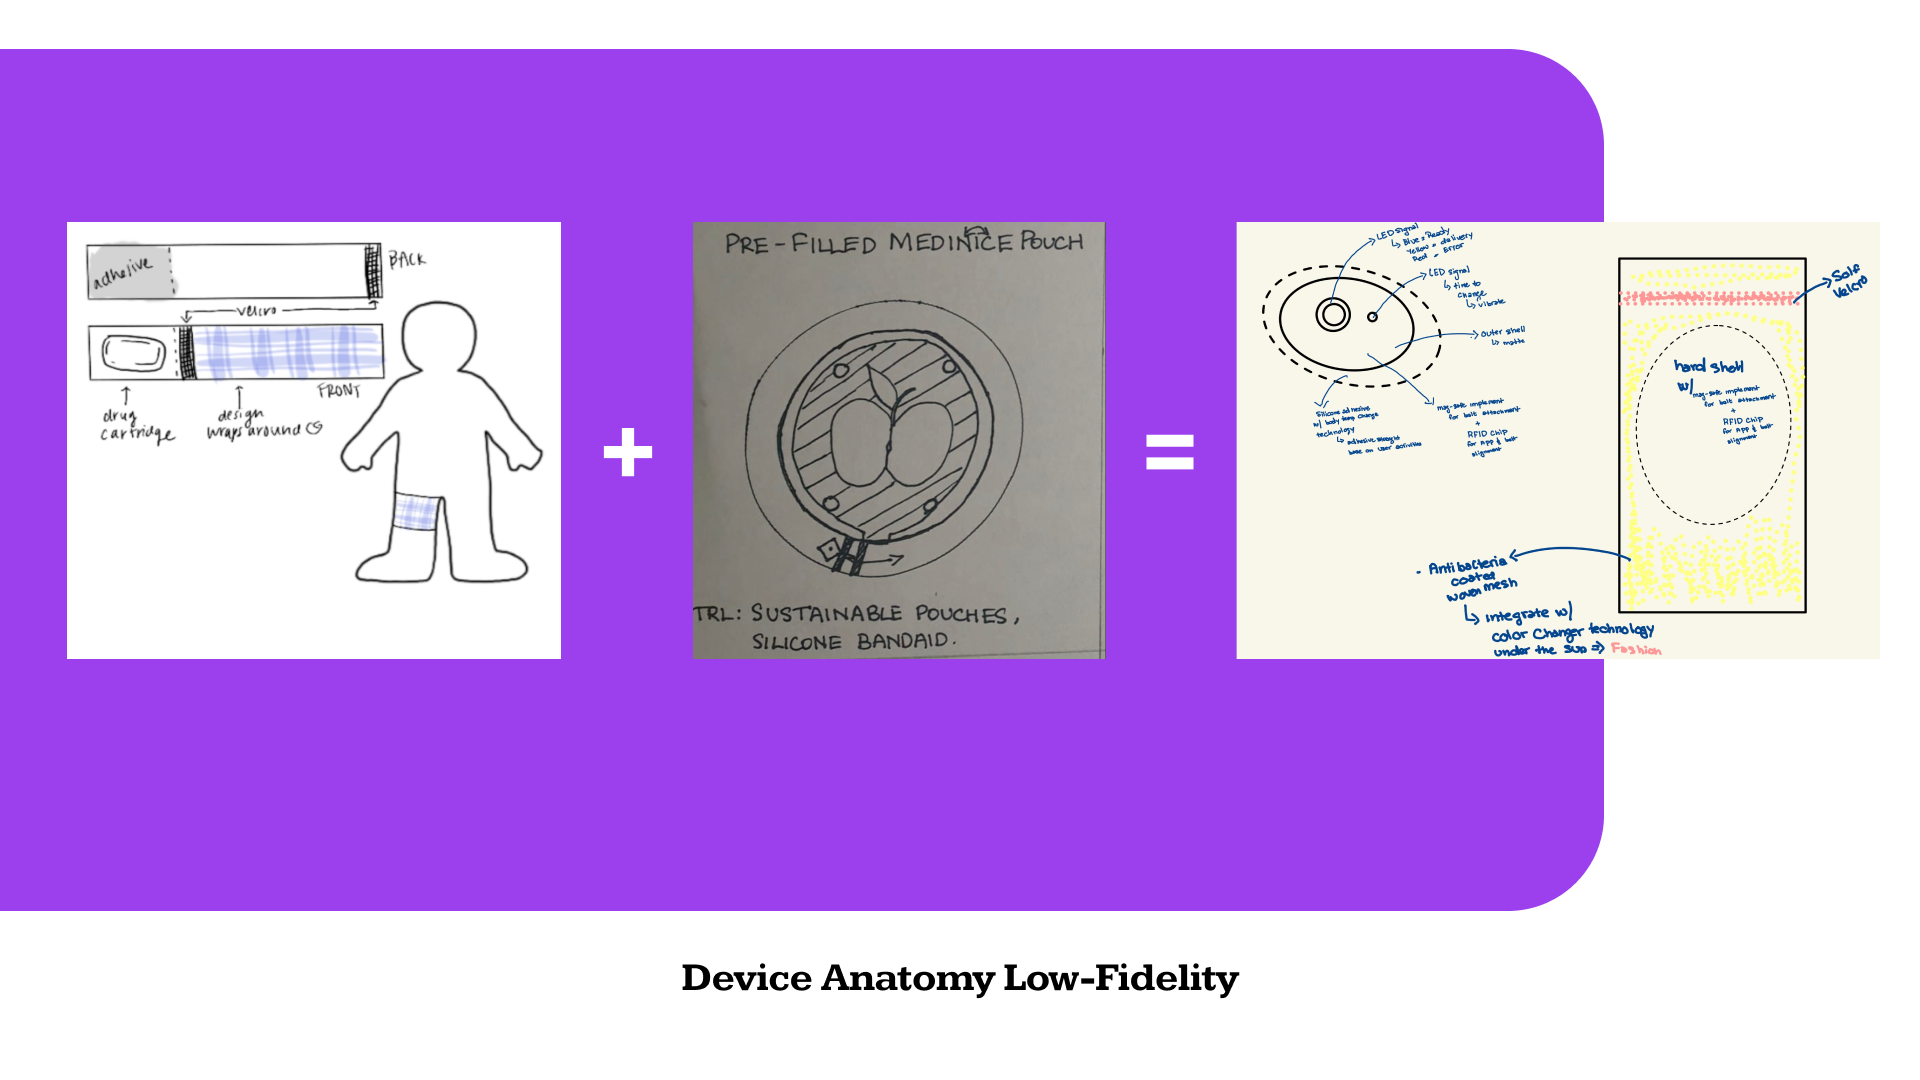 adhesive
BACK
velcro
FRONT
drug
cartridge
design
wraps around
+
PRE-FILLED MEDINICE POUCH
TRL: SUSTAINABLE POUCHES,
SILICONE BANDAID.
=
LED signal
↳ Blue = Ready
Yellow = delivery
Red = Error
LED signal
↳ time to
change
↳ vibrate
Outer shell
↳ matte
Silicone adhesive
w/ body temp change
technology
↳ adhesive strength
base on user activities
mag-safe implement
for belt attachment
+
RFID Chip
for App & belt
alignment
Soft
Velcro
hard shell
w/
mag-safe implement
for belt attachment
+
RFID Chip
for App & belt
alignment
- Antibacteria
coated
woven mesh
↳ integrate w/
color Changer technology
under the sun ⇒ Fashion
Device Anatomy Low-Fidelity